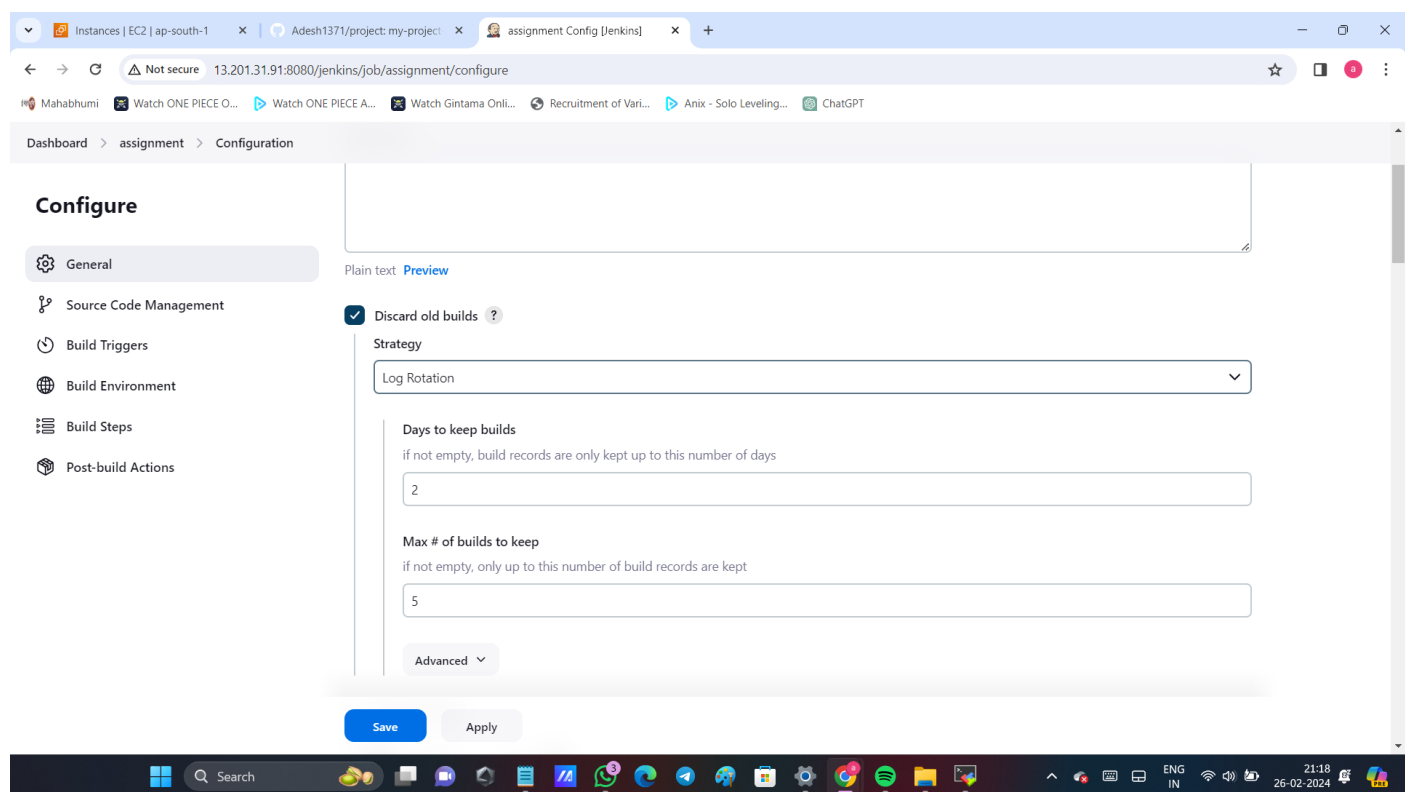 Instances | EC2 | ap-south-1
Adesh1371/project: my-project
assignment Config [Jenkins]
Not secure
13.201.31.91:8080/jenkins/job/assignment/configure
a
Mahabhumi
Watch ONE PIECE O...
Watch ONE PIECE A...
Watch Gintama Onli...
Recruitment of Vari...
Anix - Solo Leveling...
ChatGPT
Dashboard > assignment > Configuration
Configure
General
Source Code Management
Build Triggers
Build Environment
Build Steps
Post-build Actions
Plain text Preview
Discard old builds ?
Strategy
Log Rotation
Days to keep builds
if not empty, build records are only kept up to this number of days
2
Max # of builds to keep
if not empty, only up to this number of build records are kept
5
Advanced
Save
Apply
Search
3
ENG
IN
21:18
26-02-2024
PRE